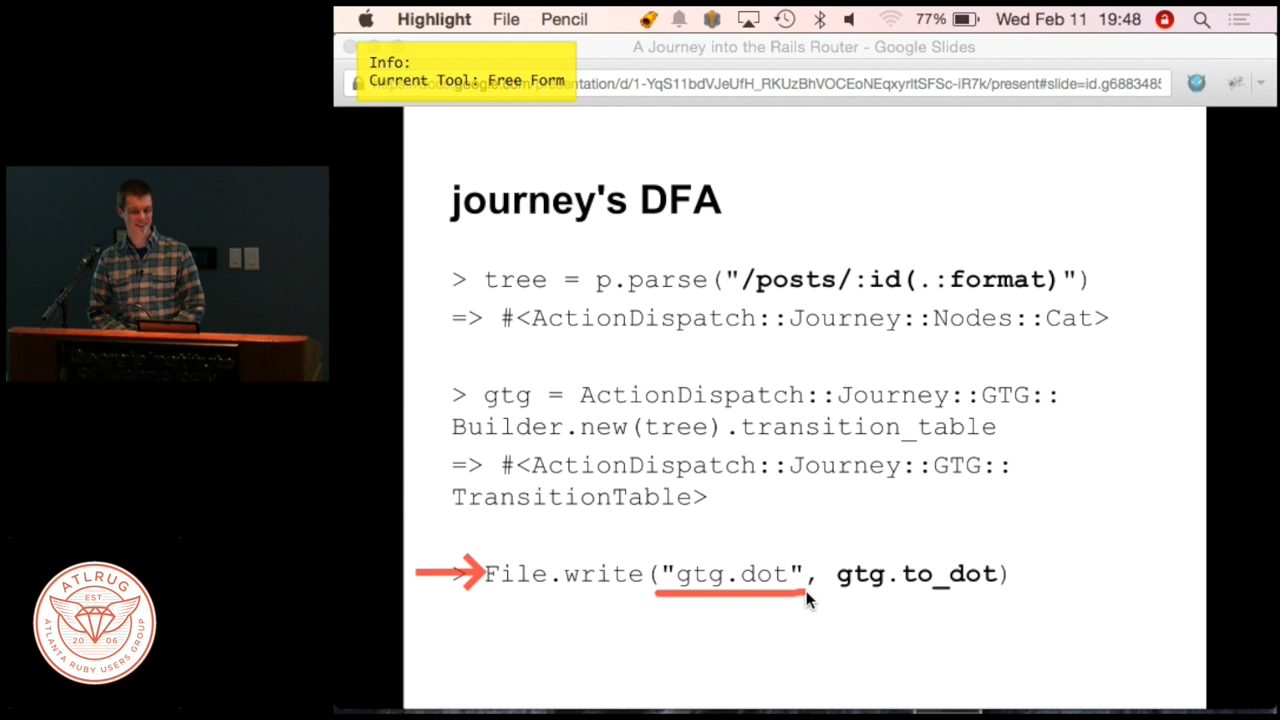 Highlight File Pencil 77% Wed Feb 11 19:48
A Journey into the Rails Router - Google Slides
Info:
Current Tool: Free Form
journey's DFA
> tree = p.parse("/posts/:id(.:format)")
=> #<ActionDispatch::Journey::Nodes::Cat>
> gtg = ActionDispatch::Journey::GTG::
Builder.new(tree).transition_table
=> #<ActionDispatch::Journey::GTG::
TransitionTable>
> File.write("gtg.dot", gtg.to_dot)
ATLRUG
EST.
20 06
ATLANTA RUBY USERS GROUP